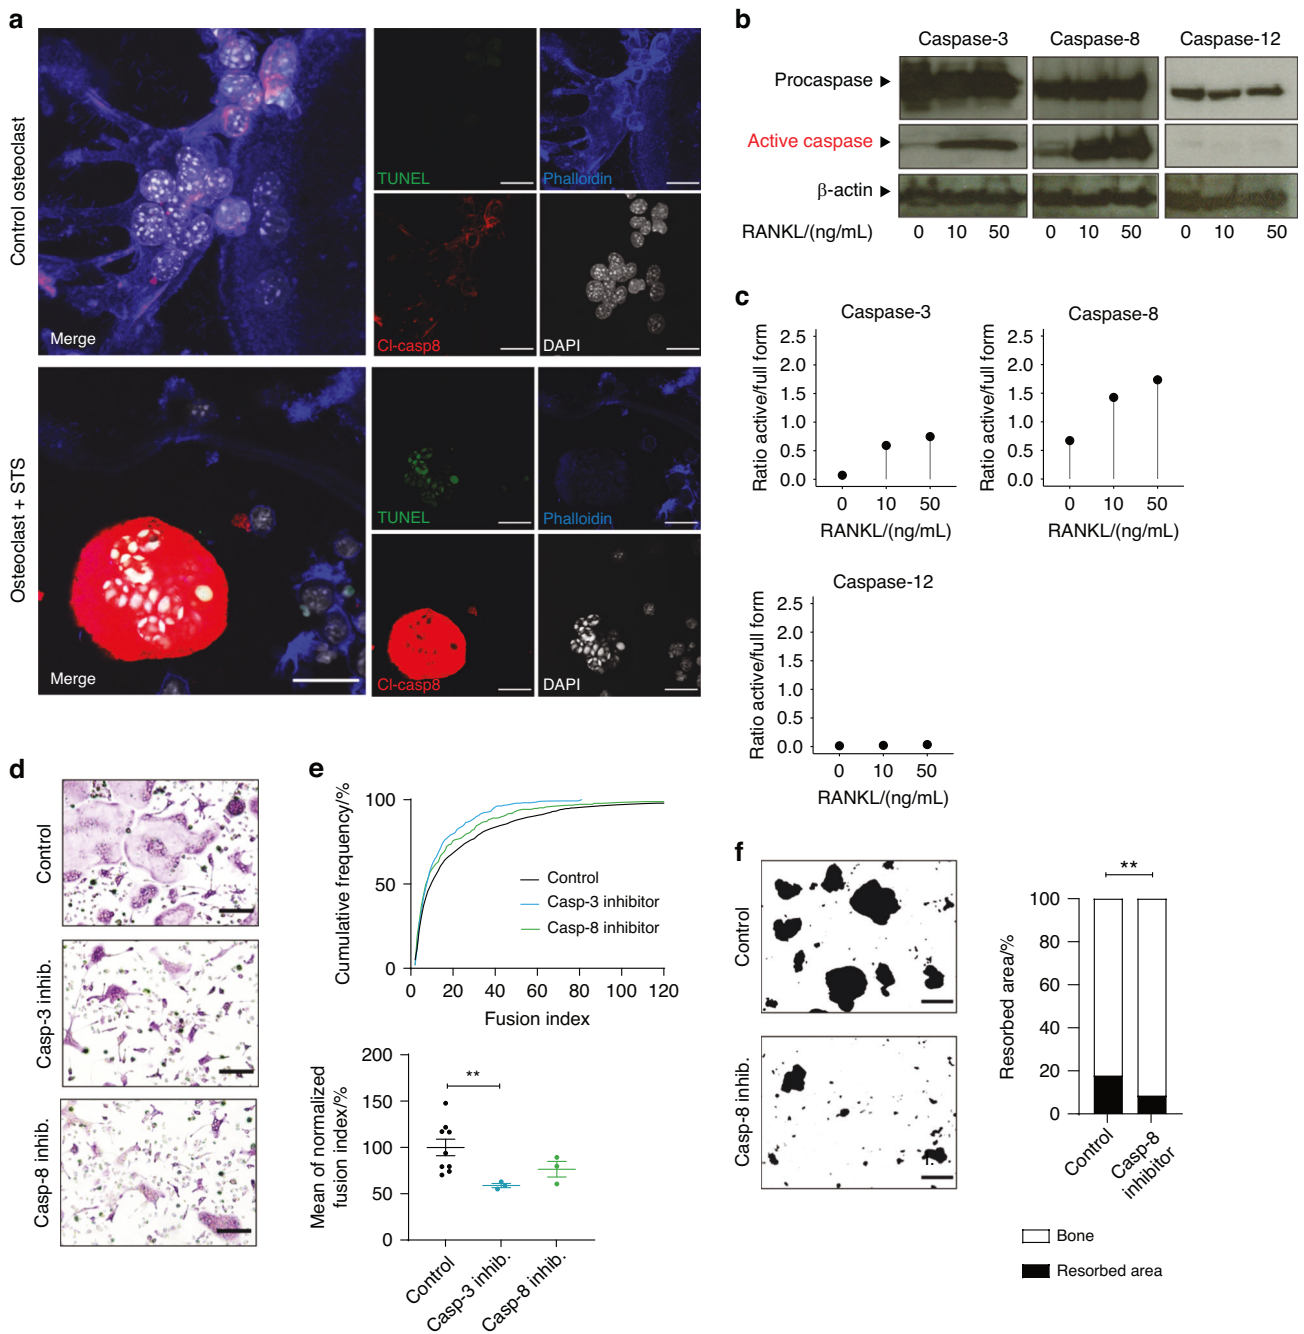 a
Control osteoclast
Merge
TUNEL
Phalloidin
Cl-casp8
DAPI
Osteoclast + STS
Merge
TUNEL
Phalloidin
Cl-casp8
DAPI
b
Caspase-3 Caspase-8 Caspase-12
Procaspase
Active caspase
β-actin
RANKL/(ng/mL) 0 10 50 0 10 50 0 10 50
c
Caspase-3
Ratio active/full form
2.5
2.0
1.5
1.0
0.5
0.0
0 10 50
RANKL/(ng/mL)
Caspase-8
Ratio active/full form
2.5
2.0
1.5
1.0
0.5
0.0
0 10 50
RANKL/(ng/mL)
Caspase-12
Ratio active/full form
2.5
2.0
1.5
1.0
0.5
0.0
0 10 50
RANKL/(ng/mL)
d
Control
Casp-3 inhib.
Casp-8 inhib.
e
Cumulative frequency/%
100
50
0
0 20 40 60 80 100 120
Fusion index
Control
Casp-3 inhibitor
Casp-8 inhibitor
Mean of normalized
fusion index/%
200
150
100
50
0
**
Control
Casp-3 inhib.
Casp-8 inhib.
f
Control
Casp-8 inhib.
Resorbed area/%
**
100
80
60
40
20
0
Control
Casp-8
inhibitor
Bone
Resorbed area